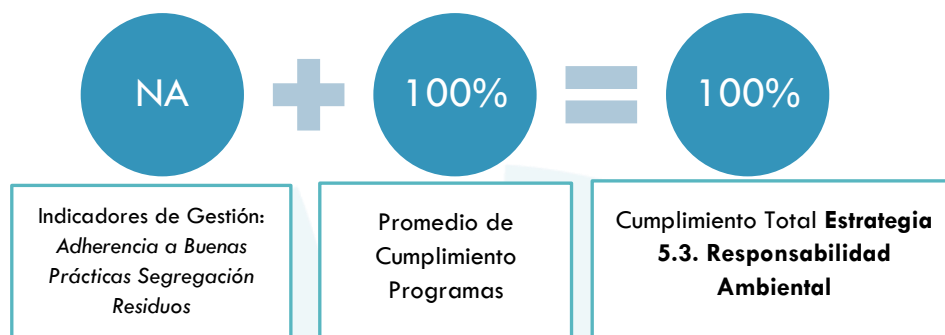 NA
100%
100%
Indicadores de Gestión:
Adherencia a Buenas
Prácticas Segregación
Residuos
Promedio de
Cumplimiento
Programas
Cumplimiento Total Estrategia
5.3. Responsabilidad
Ambiental